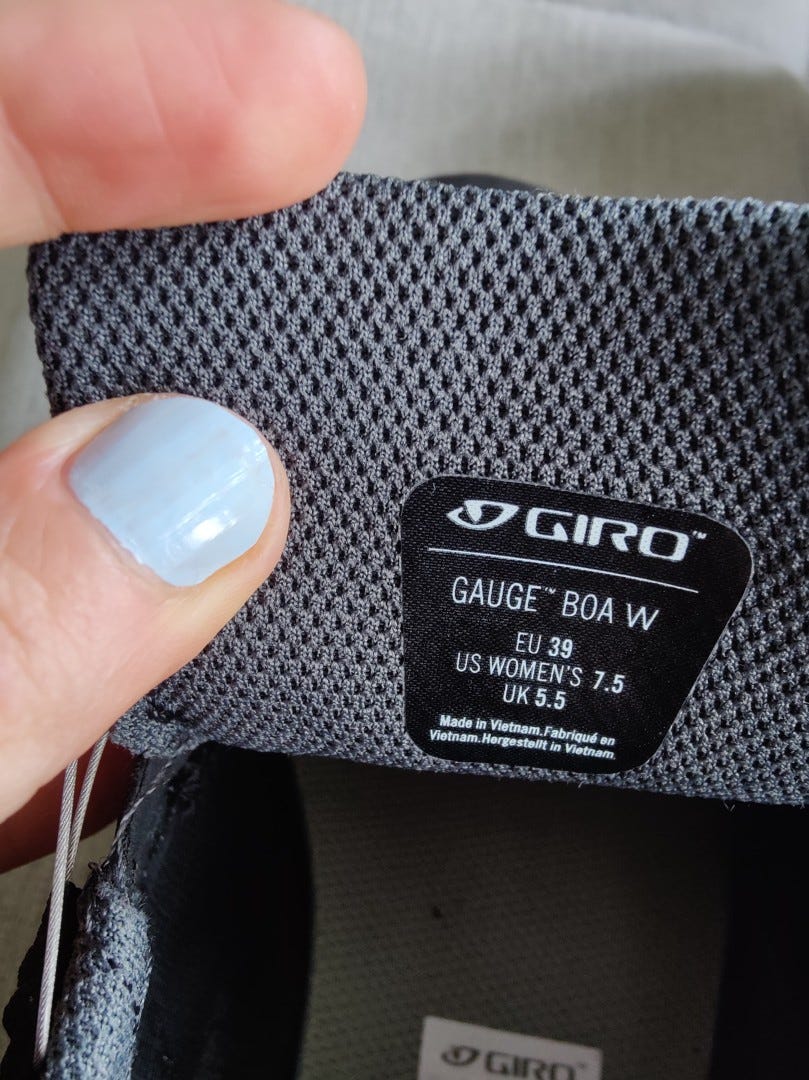 GIRO™
GAUGE™ BOA W
EU 39
US WOMEN'S 7.5
UK 5.5
Made in Vietnam.Fabriqué en
Vietnam.Hergestellt in Vietnam.
GIRO